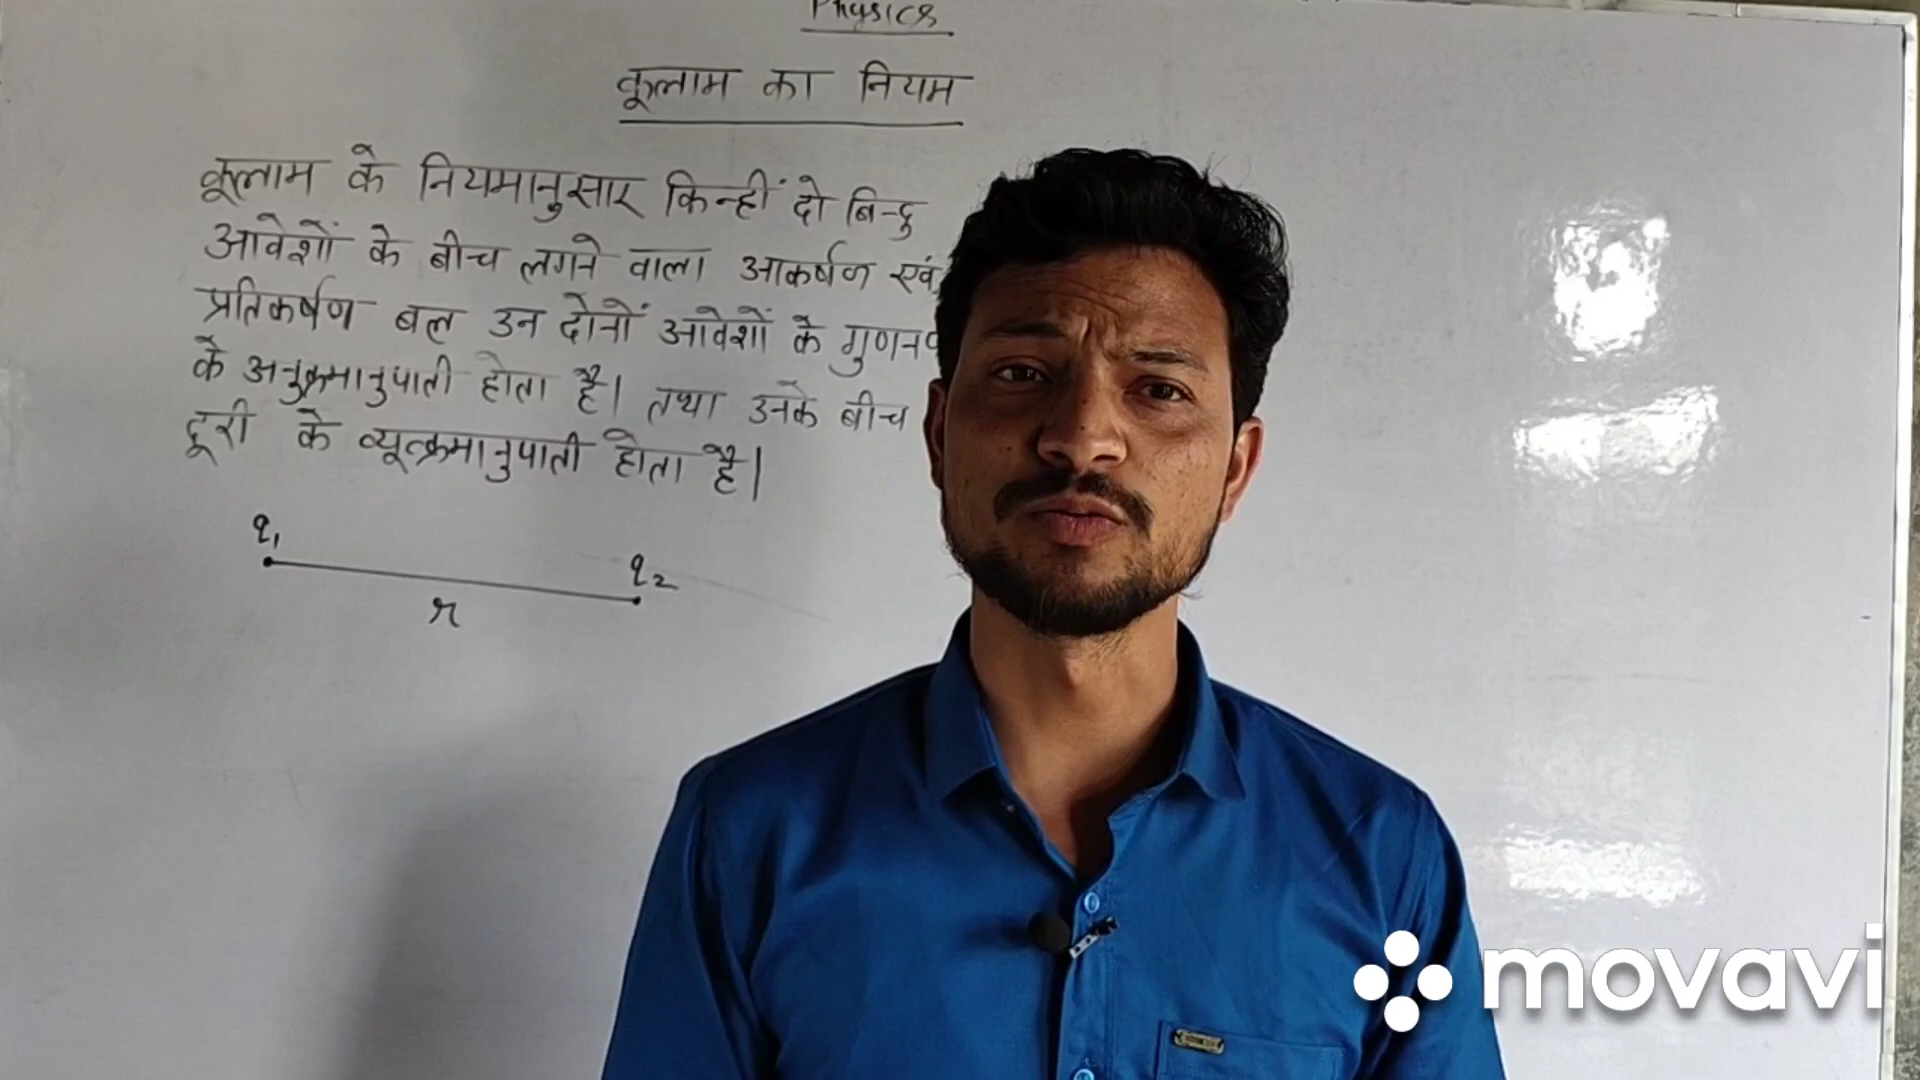 Physics
कूलाम का नियम
कूलाम के नियमानुसार किन्हीं दो बिन्दु
आवेशों के बीच लगने वाला आकर्षण एवं
प्रतिकर्षण बल उन दोनों आवेशों के
के अनुक्रमानुपाती होता है। तथा उनके बीच
दूरी के व्यूत्क्रमानुपाती होता है।
q₁
q₂
r
movavi